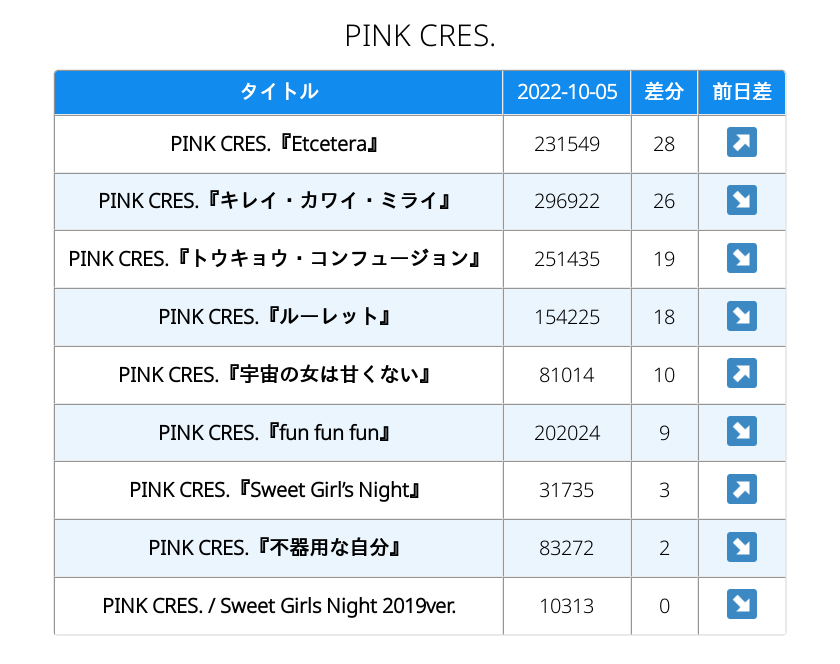 PINK CRES.
タイトル 2022-10-05 差分 前日差
PINK CRES.『Etcetera』 231549 28 ↗
PINK CRES.『キレイ・カワイ・ミライ』 296922 26 ↘
PINK CRES.『トウキョウ・コンフュージョン』 251435 19 ↘
PINK CRES.『ルーレット』 154225 18 ↘
PINK CRES.『宇宙の女は甘くない』 81014 10 ↗
PINK CRES.『fun fun fun』 202024 9 ↘
PINK CRES.『Sweet Girl’s Night』 31735 3 ↗
PINK CRES.『不器用な自分』 83272 2 ↘
PINK CRES. / Sweet Girls Night 2019ver. 10313 0 ↘